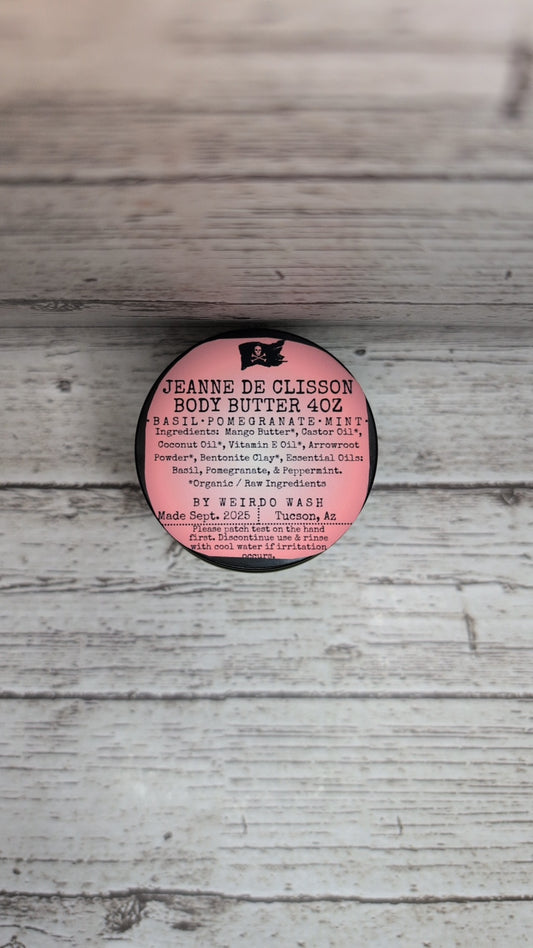 JEANNE DE CLISSON
BODY BUTTER 4OZ
·BASIL·POMEGRANATE·MINT·
Ingredients: Mango Butter*, Castor Oil*,
Coconut Oil*, Vitamin E Oil*, Arrowroot
Powder*, Bentonite Clay*, Essential Oils:
Basil, Pomegranate, & Peppermint.
*Organic / Raw Ingredients
BY WEIRDO WASH
Made Sept. 2025 Tucson, Az
Please patch test on the hand
first. Discontinue use & rinse
with cool water if irritation
occurs.